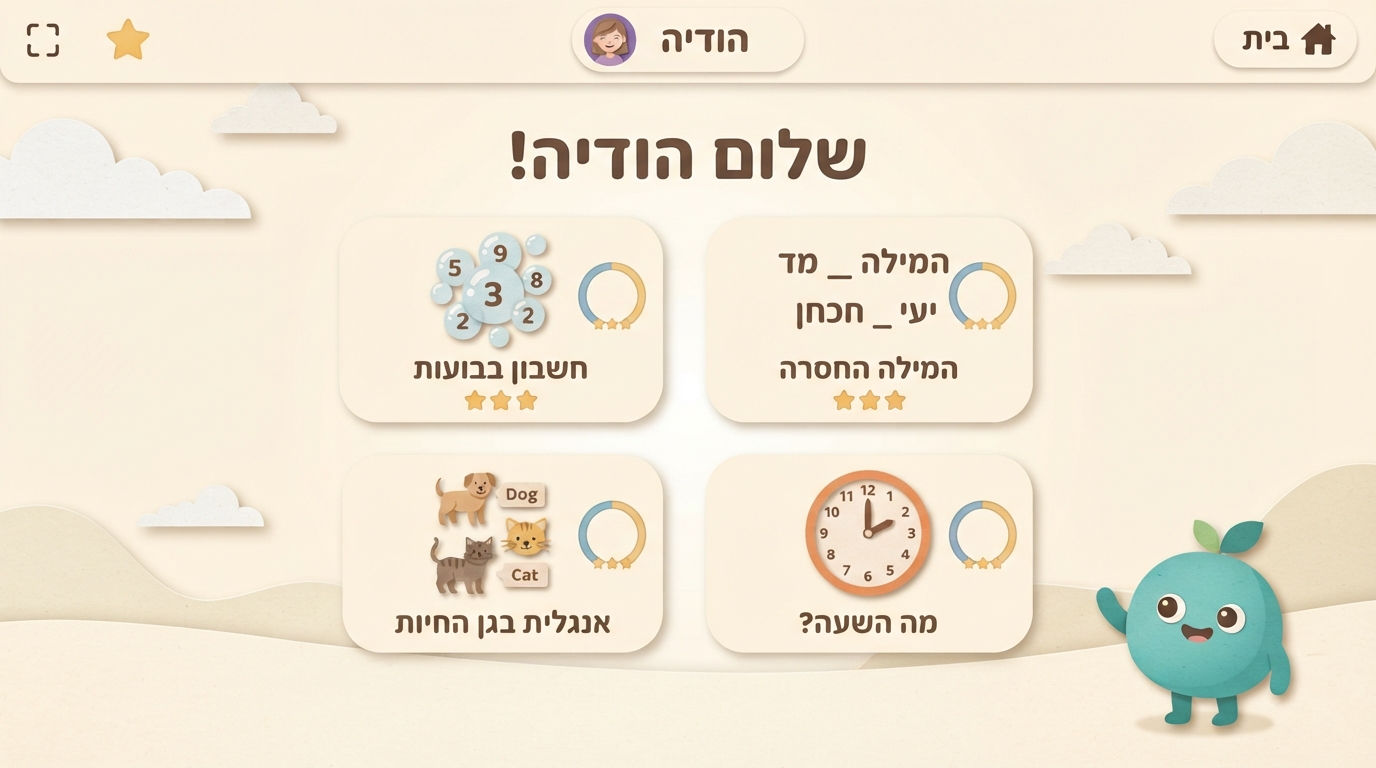 בית
הודיה
שלום הודיה!
המילה _ מד
יעי _ חכחן
המילה החסרה
5
9
8
3
2
2
חשבון בבועות
12
1
2
3
4
5
6
7
8
9
10
11
מה השעה?
Dog
Cat
אנגלית בגן החיות